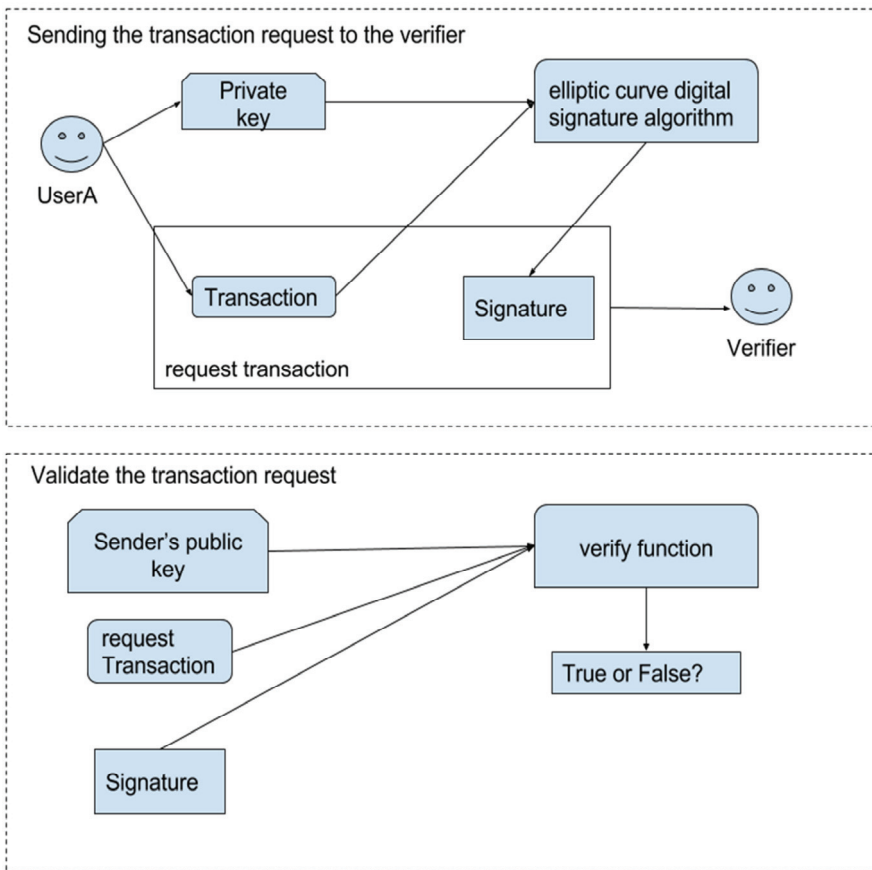 Sending the transaction request to the verifier
Private
key
elliptic curve digital
signature algorithm
UserA
Transaction
Signature
request transaction
Verifier
Validate the transaction request
Sender's public
key
verify function
request
Transaction
True or False?
Signature